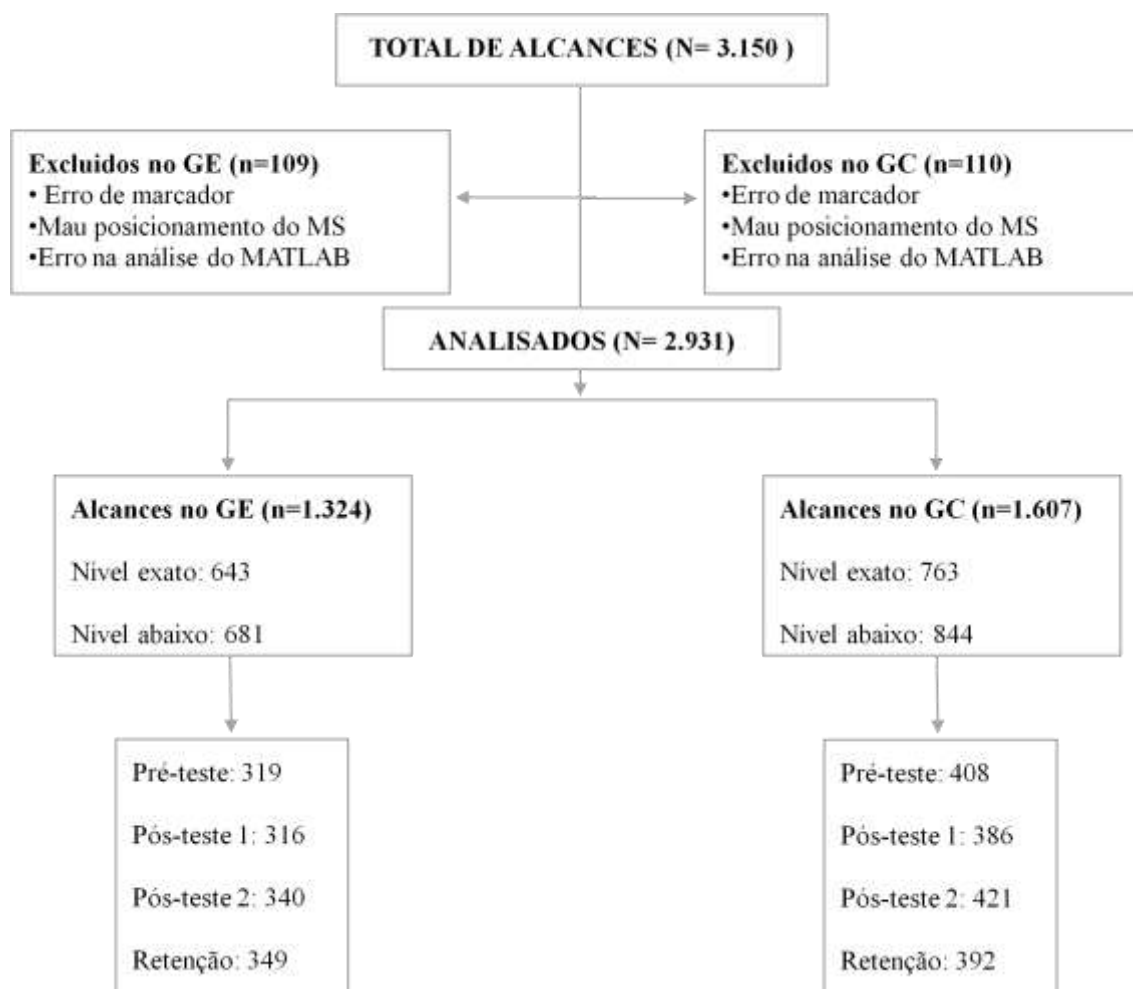 TOTAL DE ALCANCES (N= 3.150 )
Excluidos no GE (n=109)
• Erro de marcador
•Mau posicionamento do MS
•Erro na análise do MATLAB
Excluidos no GC (n=110)
•Erro de marcador
•Mau posicionamento do MS
•Erro na análise do MATLAB
ANALISADOS (N= 2.931)
Alcances no GE (n=1.324)
Nível exato: 643
Nível abaixo: 681
Alcances no GC (n=1.607)
Nível exato: 763
Nível abaixo: 844
Pré-teste: 319
Pós-teste 1: 316
Pós-teste 2: 340
Retenção: 349
Pré-teste: 408
Pós-teste 1: 386
Pós-teste 2: 421
Retenção: 392